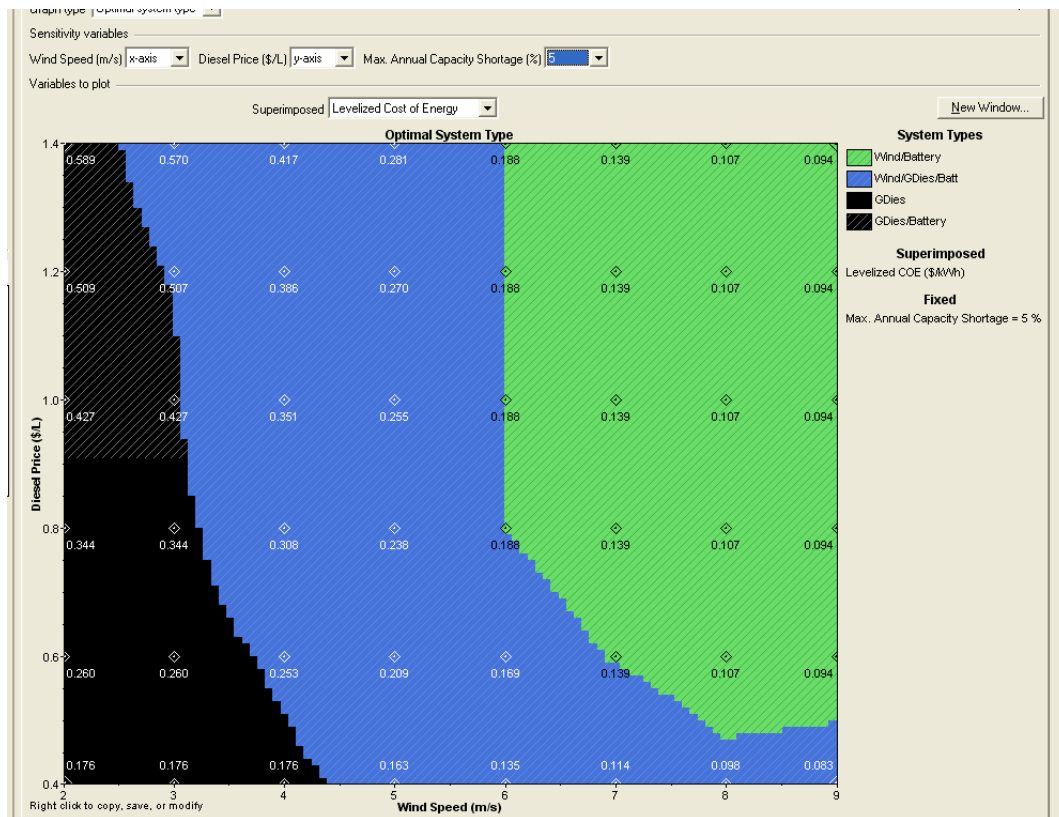 Graph type Optimal system type
Sensitivity variables
Wind Speed (m/s) x-axis Diesel Price ($/L) y-axis Max. Annual Capacity Shortage (%) 5
Variables to plot
Superimposed Levelized Cost of Energy New Window...
Optimal System Type
System Types
1.4
0.589 0.570 0.417 0.281 0.188 0.139 0.107 0.094
Wind/Battery
Wind/GDies/Batt
GDies
GDies/Battery
Superimposed
Levelized COE ($/kWh)
Fixed
Max. Annual Capacity Shortage = 5 %
1.2
0.509 0.507 0.386 0.270 0.188 0.139 0.107 0.094
1.0
0.427 0.427 0.351 0.255 0.188 0.139 0.107 0.094
Diesel Price ($/L)
0.8
0.344 0.344 0.308 0.238 0.188 0.139 0.107 0.094
0.6
0.260 0.260 0.253 0.209 0.169 0.139 0.107 0.094
0.176 0.176 0.176 0.163 0.135 0.114 0.098 0.083
0.4
2 3 4 5 6 7 8 9
Right click to copy, save, or modify
Wind Speed (m/s)